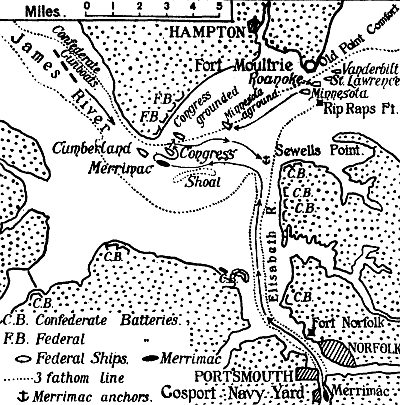 Miles. 0 1 2 3 4 5
HAMPTON
Old Point Comfort
Confederate
Gunboats
James River
Fort Moultrie
Roanoke
Vanderbilt
St. Lawrence
Minnesota
Rip Raps Ft.
F.B.
F.B.
Congress
grounded
Minnesota
aground.
Cumberland
Merrimac
Congress
Shoal
Sewells Point.
C.B.
C.B.
C.B.
Elisabeth R.
C.B.
C.B.
C.B.
C.B.
Fort Norfolk
NORFOLK
PORTSMOUTH
Gosport Navy Yard
Merrimac
C.B. Confederate Batteries.
F.B. Federal "
Federal Ships. Merrimac
3 fathom line
Merrimac anchors.